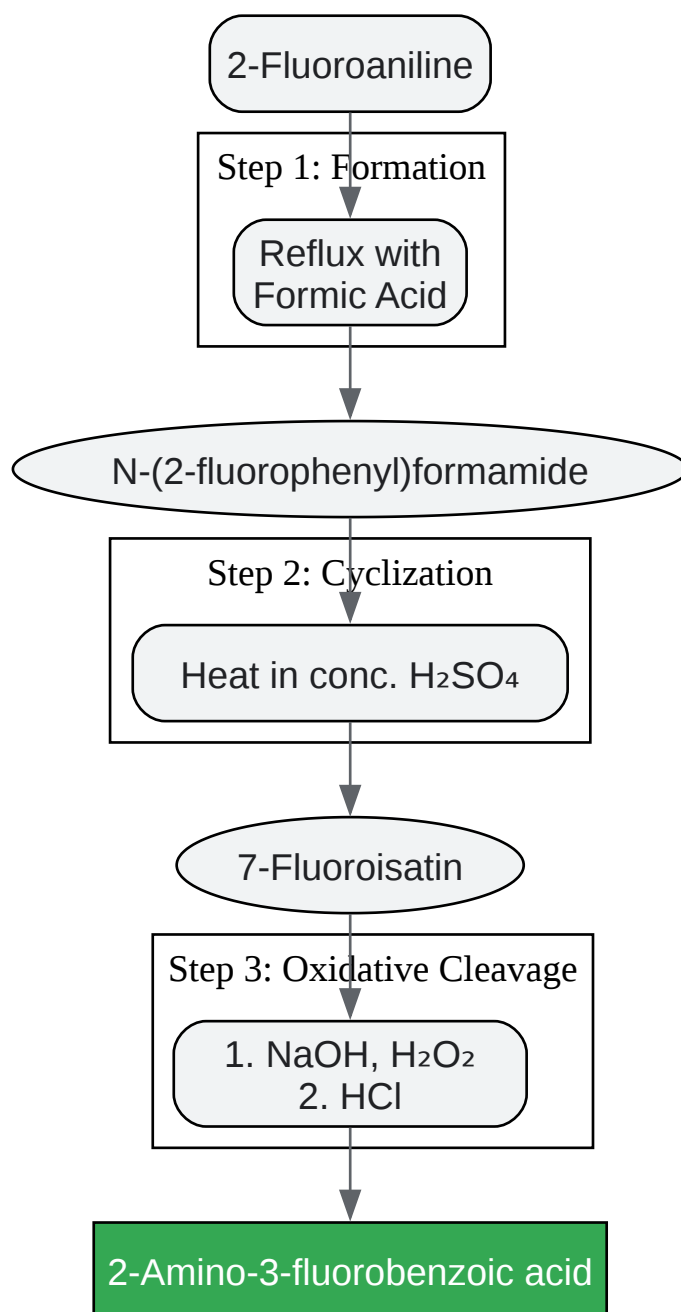 2-Fluoroaniline
Step 1: Formation
Reflux with
Formic Acid
N-(2-fluorophenyl)formamide
Step 2: Cyclization
Heat in conc. H₂SO₄
7-Fluoroisatin
Step 3: Oxidative Cleavage
1. NaOH, H₂O₂
2. HCl
2-Amino-3-fluorobenzoic acid